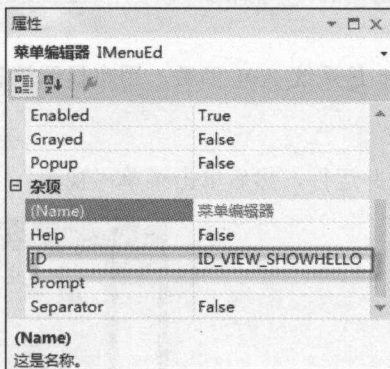 属性
菜单编辑器 IMenuEd
Enabled True
Grayed False
Popup False
杂项
(Name) 菜单编辑器
Help False
ID ID_VIEW_SHOWHELLO
Prompt
Separator False
(Name)
这是名称。